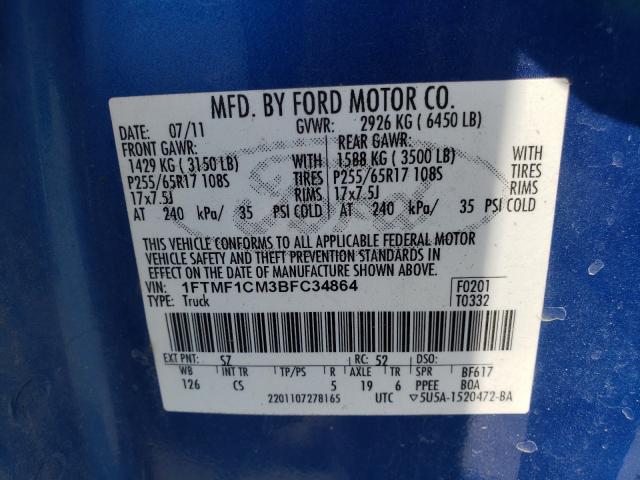 MFD. BY FORD MOTOR CO.
DATE: 07/11 GVWR: 2926 KG ( 6450 LB)
FRONT GAWR: REAR GAWR:
1429 KG ( 3150 LB) WITH 1588 KG ( 3500 LB) WITH
P255/65R17 108S TIRES P255/65R17 108S TIRES
17x7.5J RIMS 17x7.5J RIMS
AT 240 kPa/ 35 PSI COLD AT 240 kPa/ 35 PSI COLD
THIS VEHICLE CONFORMS TO ALL APPLICABLE FEDERAL MOTOR
VEHICLE SAFETY AND THEFT PREVENTION STANDARDS IN
EFFECT ON THE DATE OF MANUFACTURE SHOWN ABOVE.
VIN: 1FTMF1CM3BFC34864 F0201
TYPE: Truck T0332
EXT PNT: SZ RC: 52 DSO:
WB INT TR TP/PS R AXLE TR SPR BF617
126 CS 5 19 6 PPEE BOA
2201107278165 UTC ▽5U5A-1520472-BA